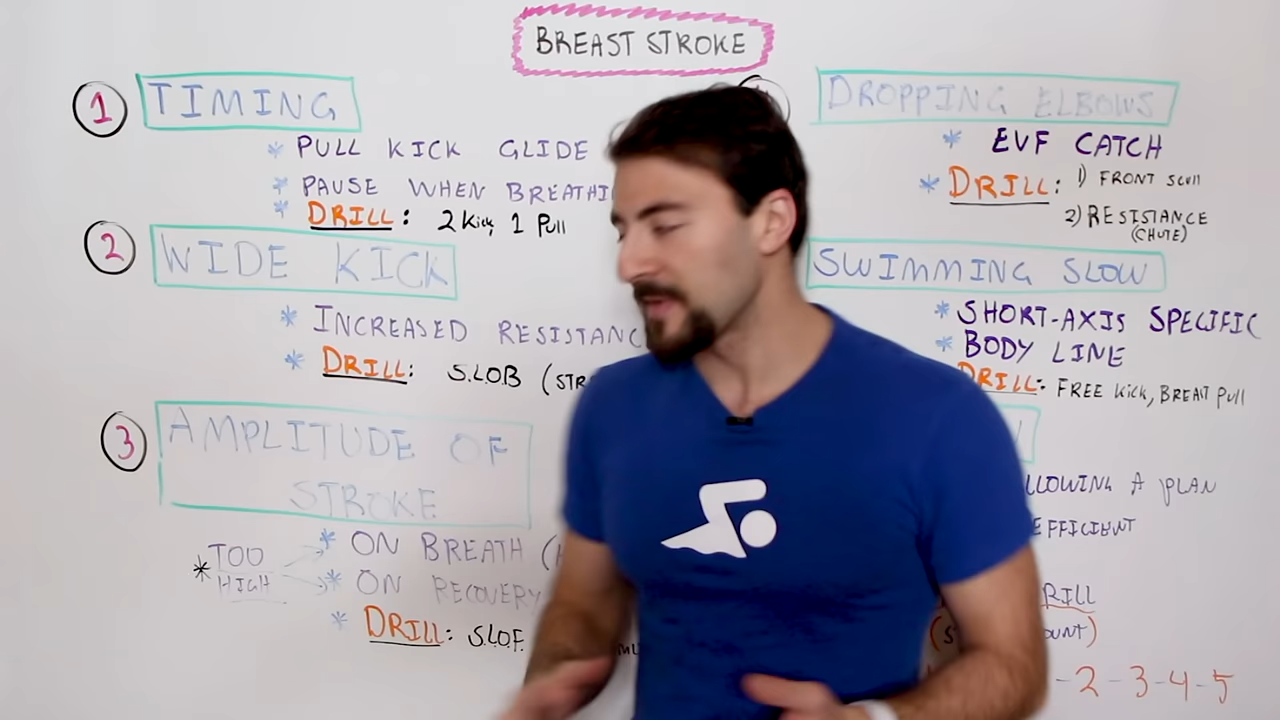 BREAST STROKE
1 TIMING
* PULL KICK GLIDE
* PAUSE WHEN BREATHI
* DRILL: 2 Kick, 1 Pull
2 WIDE KICK
* INCREASED RESISTANC
* DRILL: S.L.O.B (STR
3 AMPLITUDE OF
STROKE
* TOO
HIGH
* ON BREATH (
* ON RECOVERY
* DRILL: S.L.O.F.
DROPPING ELBOWS
* EVF CATCH
* DRILL: 1) FRONT SCULL
2) RESISTANCE
(CHUTE)
SWIMMING SLOW
* SHORT-AXIS SPECIFIC
* BODY LINE
DRILL: FREE Kick, BREAST Pull
LLOWING A PLAN
EFFICIENT
RILL
(S OUNT)
-2-3-4-5